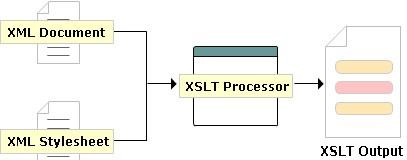 XML Document
XSLT Processor
XML Stylesheet
XSLT Output